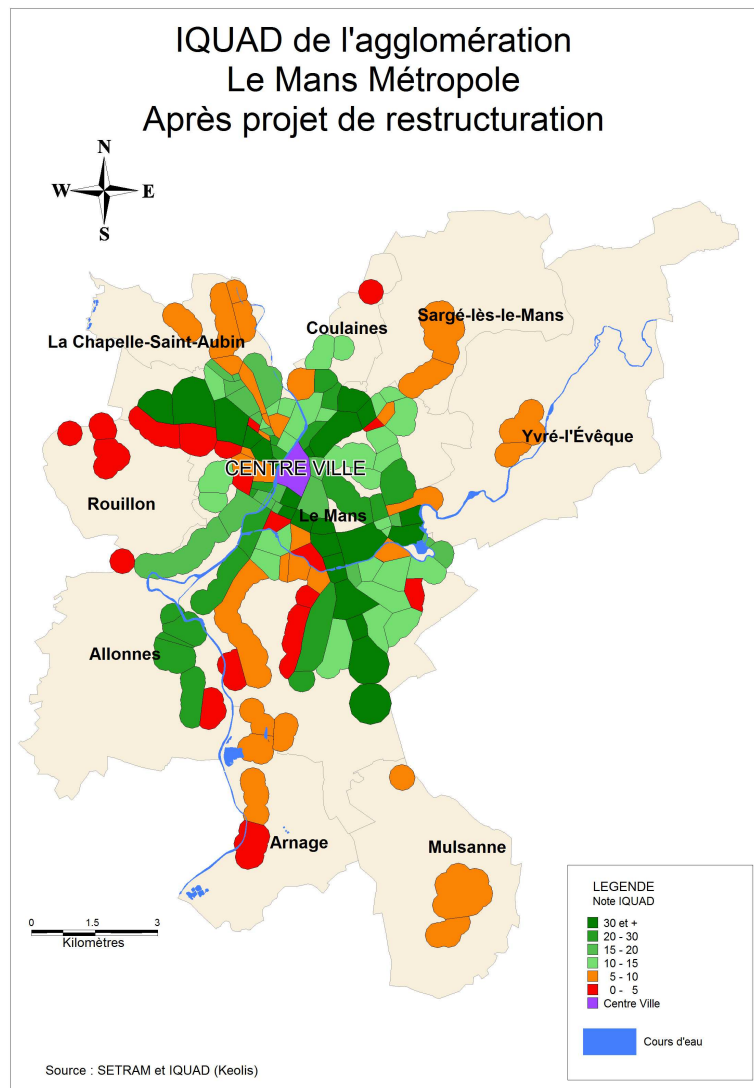 IQUAD de l'agglomération
Le Mans Métropole
Après projet de restructuration
N
W E
S
Coulaines
Sargé-lès-le-Mans
La Chapelle-Saint-Aubin
Yvré-l'Évêque
CENTRE VILLE
Rouillon
Le Mans
Allonnes
Arnage
Mulsanne
LEGENDE
Note IQUAD
30 et +
20 - 30
15 - 20
10 - 15
5 - 10
0 - 5
Centre Ville
Cours d'eau
0 1.5 3
Kilomètres
Source : SETRAM et IQUAD (Keolis)